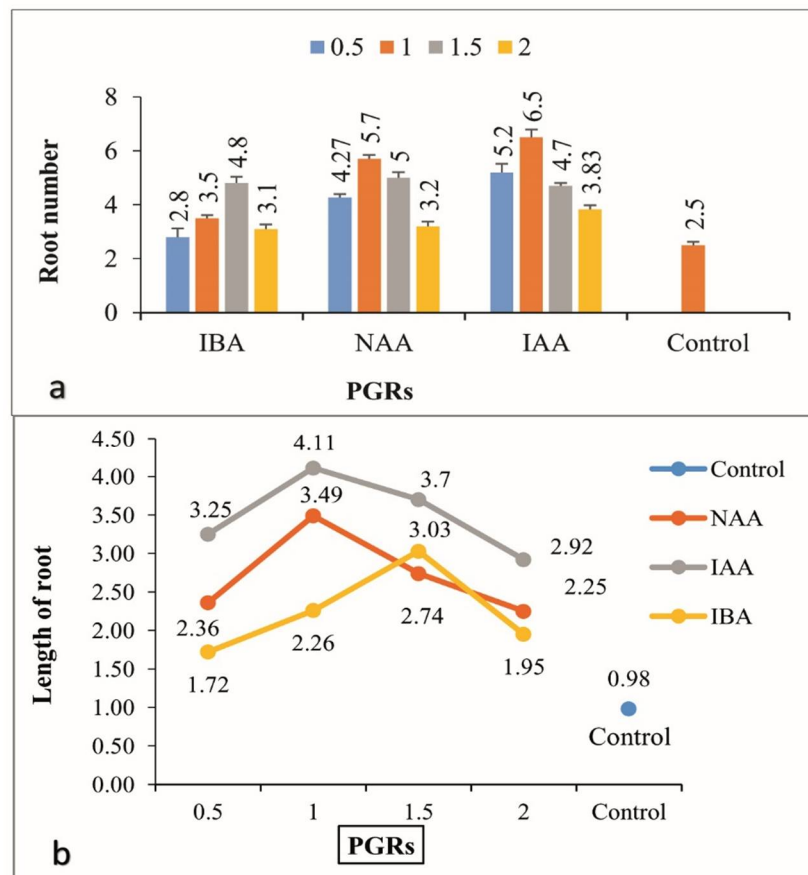 0.5 1 1.5 2
Root number
8
6
4
2
0
2.8 3.5 4.8 3.1
4.27 5.7 5 3.2
5.2 6.5 4.7 3.83
2.5
IBA NAA IAA Control
a
PGRs
Length of root
4.50
4.00
3.50
3.00
2.50
2.00
1.50
1.00
0.50
0.00
3.25 4.11 3.7 2.92
2.36 3.49 2.74 2.25
1.72 2.26 3.03 1.95
0.98
Control
Control
NAA
IAA
IBA
0.5 1 1.5 2 Control
b
PGRs